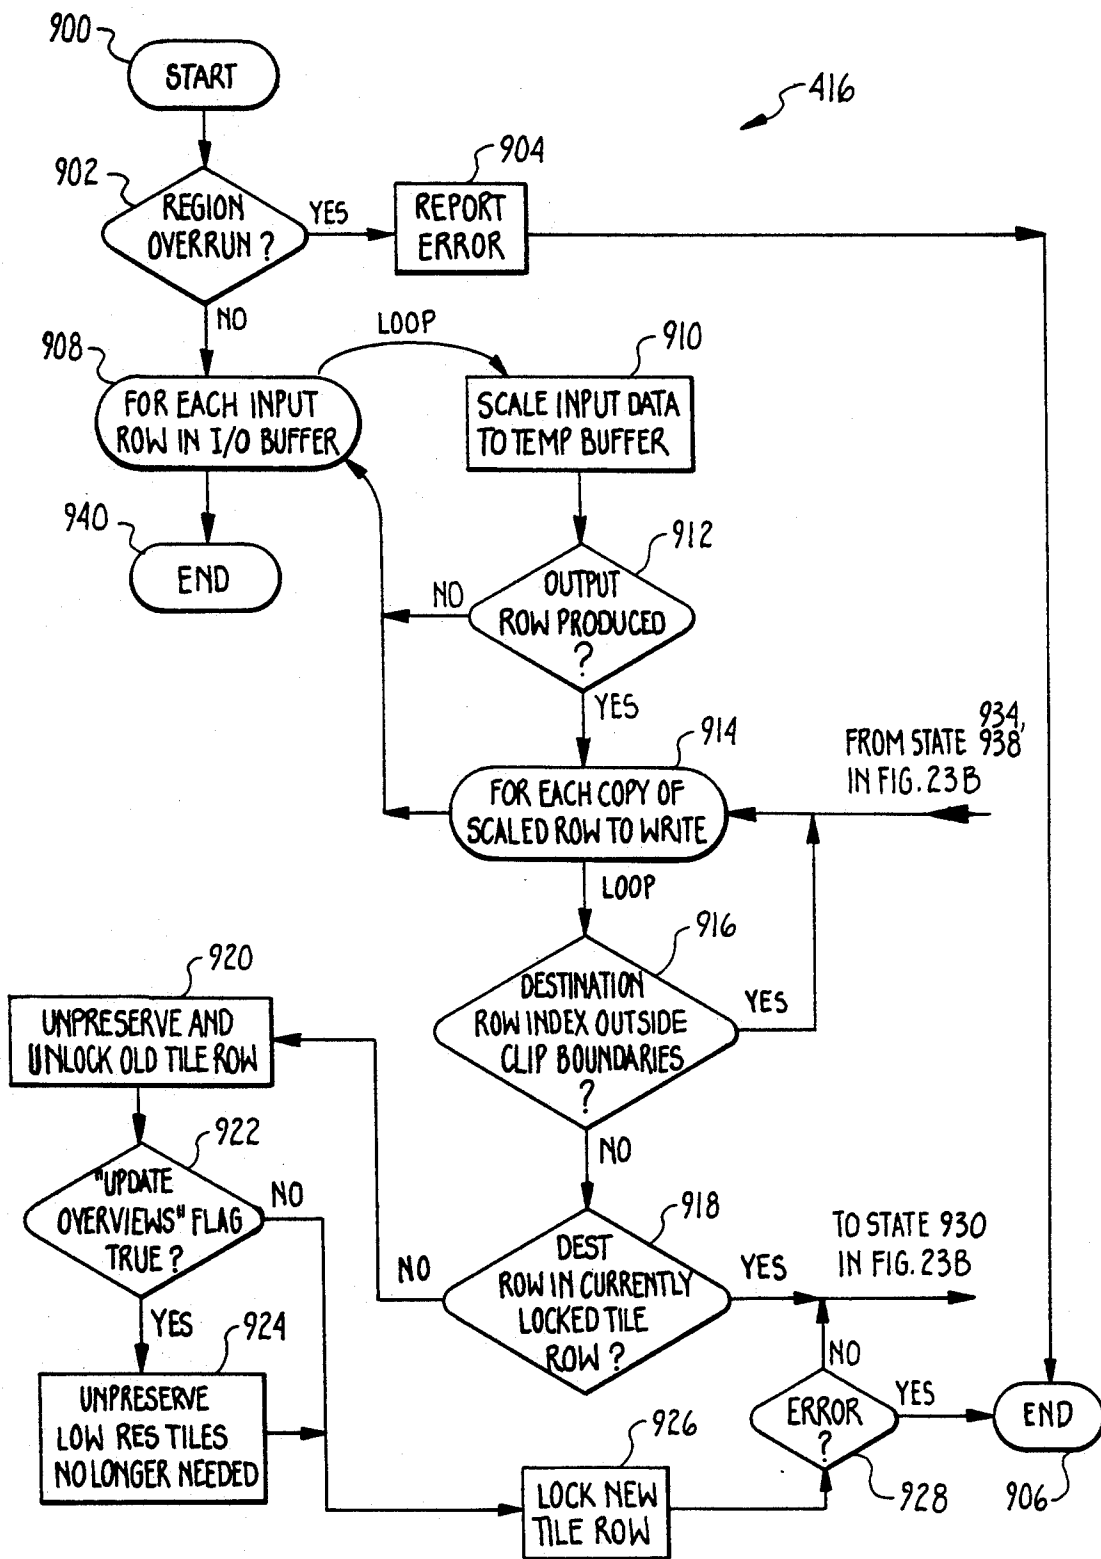 900
START
416
902
REGION
OVERRUN ?
YES
904
REPORT
ERROR
NO
LOOP
908
FOR EACH INPUT
ROW IN I/O BUFFER
910
SCALE INPUT DATA
TO TEMP BUFFER
940
END
912
OUTPUT
ROW PRODUCED
?
NO
YES
914
FOR EACH COPY OF
SCALED ROW TO WRITE
FROM STATE 934,
938
IN FIG. 23B
LOOP
916
DESTINATION
ROW INDEX OUTSIDE
CLIP BOUNDARIES
?
YES
NO
920
UNPRESERVE AND
UNLOCK OLD TILE ROW
922
"UPDATE
OVERVIEWS" FLAG
TRUE ?
NO
YES
918
DEST
ROW IN CURRENTLY
LOCKED TILE
ROW ?
NO
YES
TO STATE 930
IN FIG. 23B
924
UNPRESERVE
LOW RES TILES
NO LONGER NEEDED
926
LOCK NEW
TILE ROW
NO
ERROR
?
YES
928
END
906